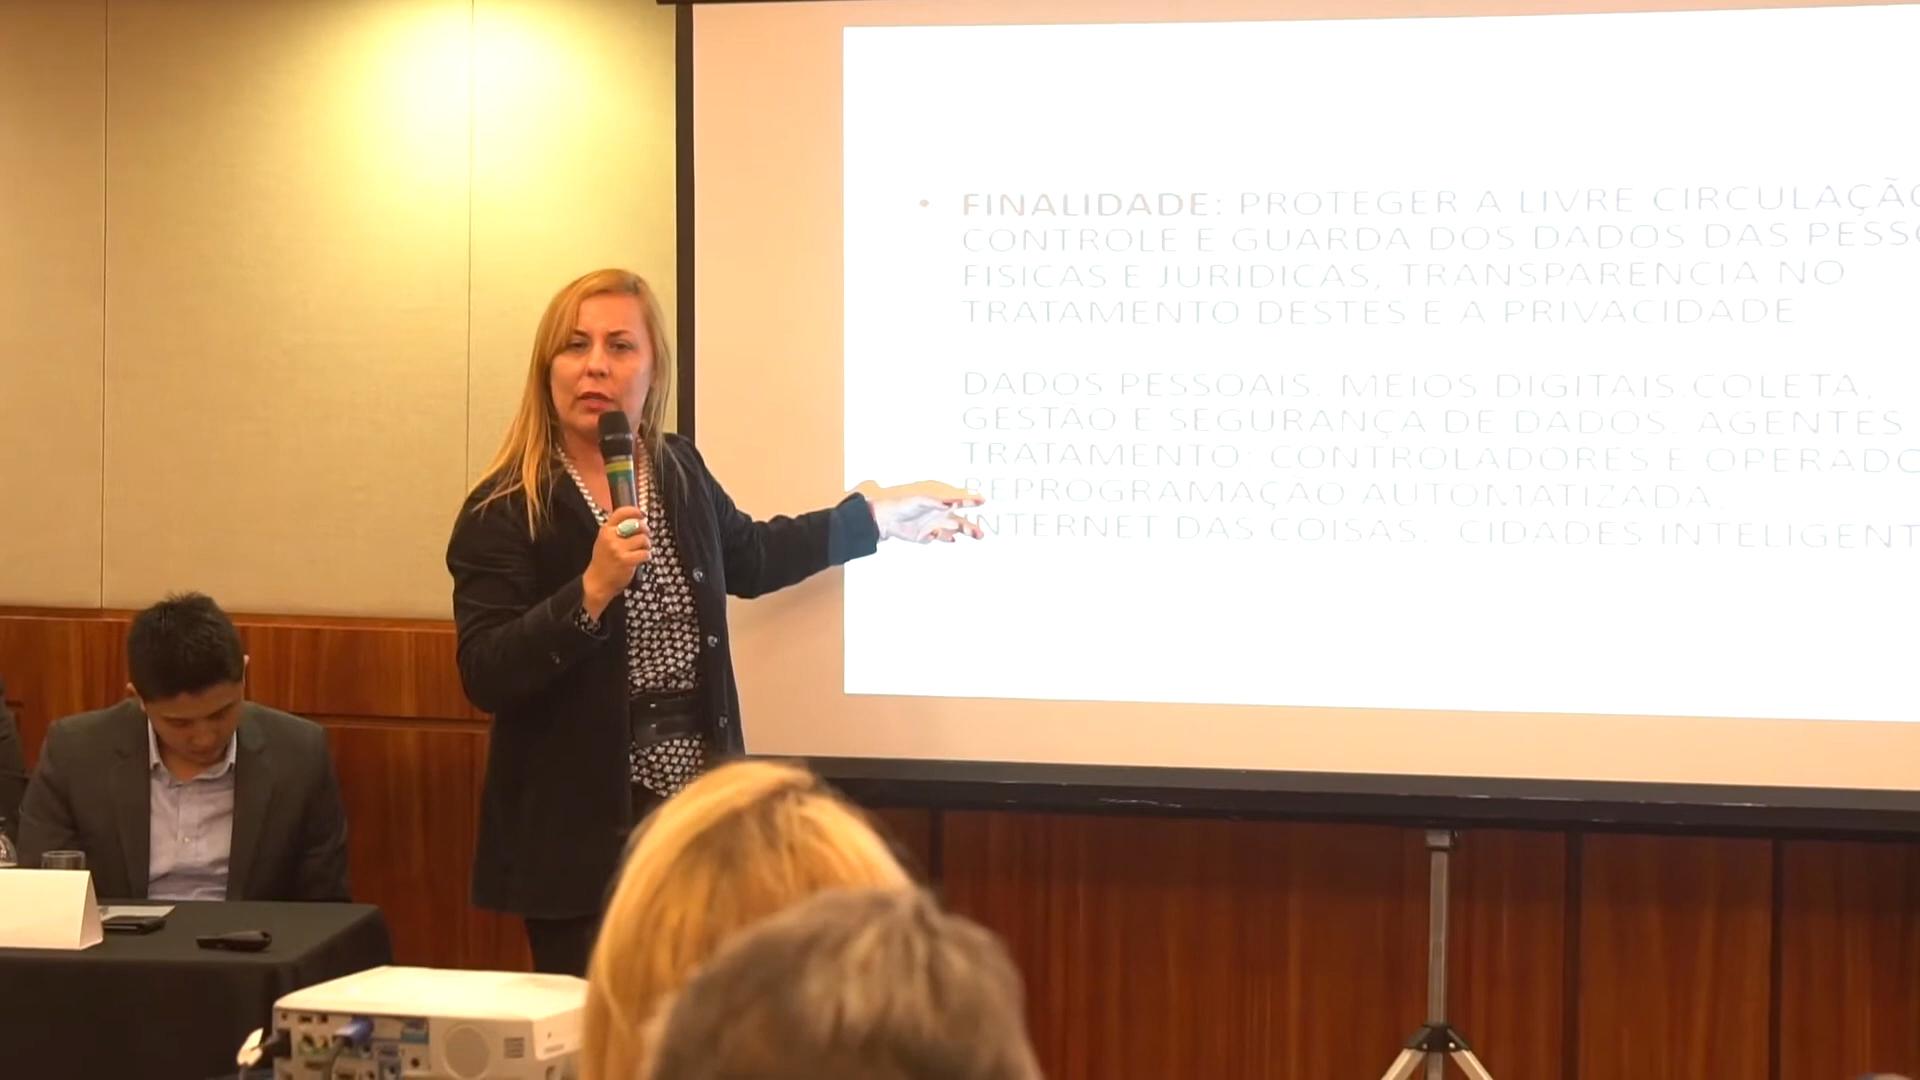 • FINALIDADE: PROTEGER A LIVRE CIRCULAÇÃO
CONTROLE E GUARDA DOS DADOS DAS
FISICAS E JURIDICAS, TRANSPARENCIA NO
TRATAMENTO DESTES E A PRIVACIDADE
DADOS PESSOAIS. MEIOS DIGITAIS.COLETA,
GESTÃO E SEGURANÇA DE DADOS. AGENTES
TRATAMENTO: CONTROLADORES E
REPROGRAMAÇÃO AUTOMATIZADA.
INTERNET DAS COISAS. CIDADES